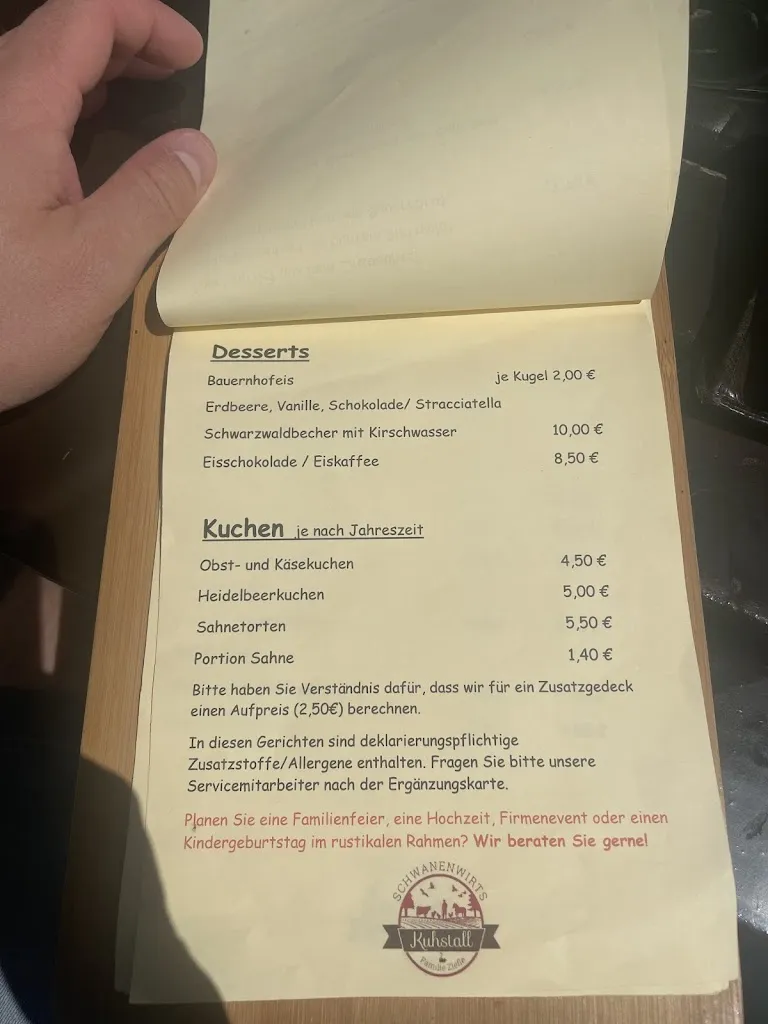 Desserts
Bauernhofeis je Kugel 2,00 €
Erdbeere, Vanille, Schokolade/ Stracciatella
Schwarzwaldbecher mit Kirschwasser 10,00 €
Eisschokolade / Eiskaffee 8,50 €
Kuchen je nach Jahreszeit
Obst- und Käsekuchen 4,50 €
Heidelbeerkuchen 5,00 €
Sahnetorten 5,50 €
Portion Sahne 1,40 €
Bitte haben Sie Verständnis dafür, dass wir für ein Zusatzgedeck
einen Aufpreis (2,50€) berechnen.
In diesen Gerichten sind deklarierungspflichtige
Zusatzstoffe/Allergene enthalten. Fragen Sie bitte unsere
Servicemitarbeiter nach der Ergänzungskarte.
Planen Sie eine Familienfeier, eine Hochzeit, Firmenevent oder einen
Kindergeburtstag im rustikalen Rahmen? Wir beraten Sie gerne!
SCHWANENWIRTS
Kuhstall
Familie Zlefle